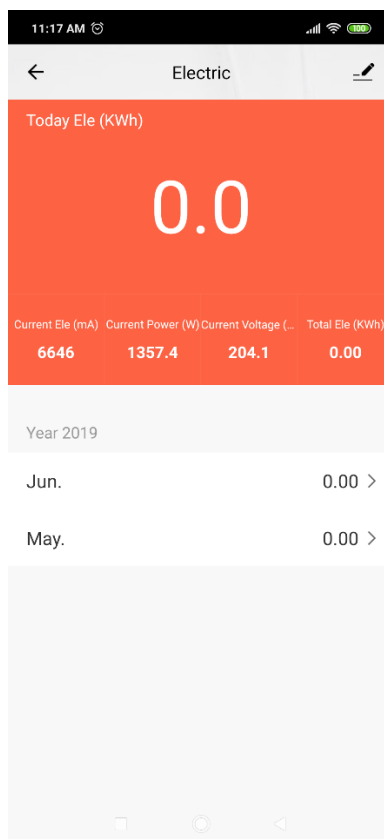 11:17 AM 100
Electric
Today Ele (KWh)
0.0
Current Ele (mA) Current Power (W) Current Voltage (... Total Ele (KWh)
6646 1357.4 204.1 0.00
Year 2019
Jun. 0.00
May. 0.00